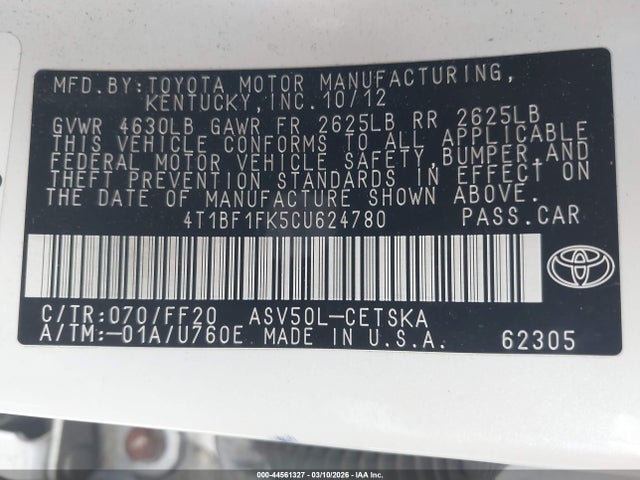 MFD.BY:TOYOTA MOTOR MANUFACTURING,
KENTUCKY,INC.10/12
GVWR 4630LB GAWR FR 2625LB RR 2625LB
THIS VEHICLE CONFORMS TO ALL APPLICABLE
FEDERAL MOTOR VEHICLE SAFETY,BUMPER,AND
THEFT PREVENTION STANDARDS IN EFFECT ON
THE DATE OF MANUFACTURE SHOWN ABOVE.
4T1BF1FK5CU624780 PASS.CAR
C/TR:070/FF20 ASV50L-CETSKA
A/TM:-01A/U760E MADE IN U.S.A. 62305
000-44561327 — 03/10/2026 — IAA Inc.